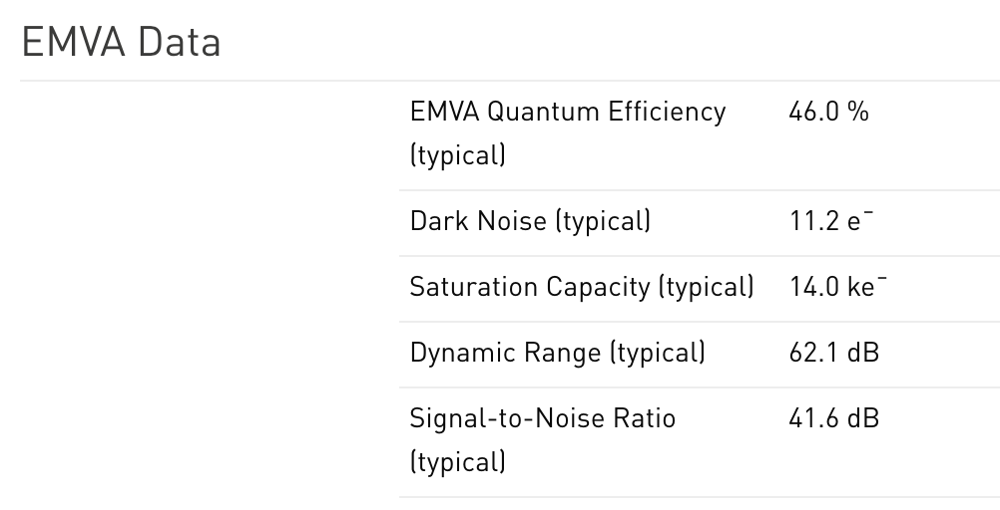 EMVA Data
EMVA Quantum Efficiency 46.0 %
(typical)
Dark Noise (typical) 11.2 e⁻
Saturation Capacity (typical) 14.0 ke⁻
Dynamic Range (typical) 62.1 dB
Signal-to-Noise Ratio 41.6 dB
(typical)